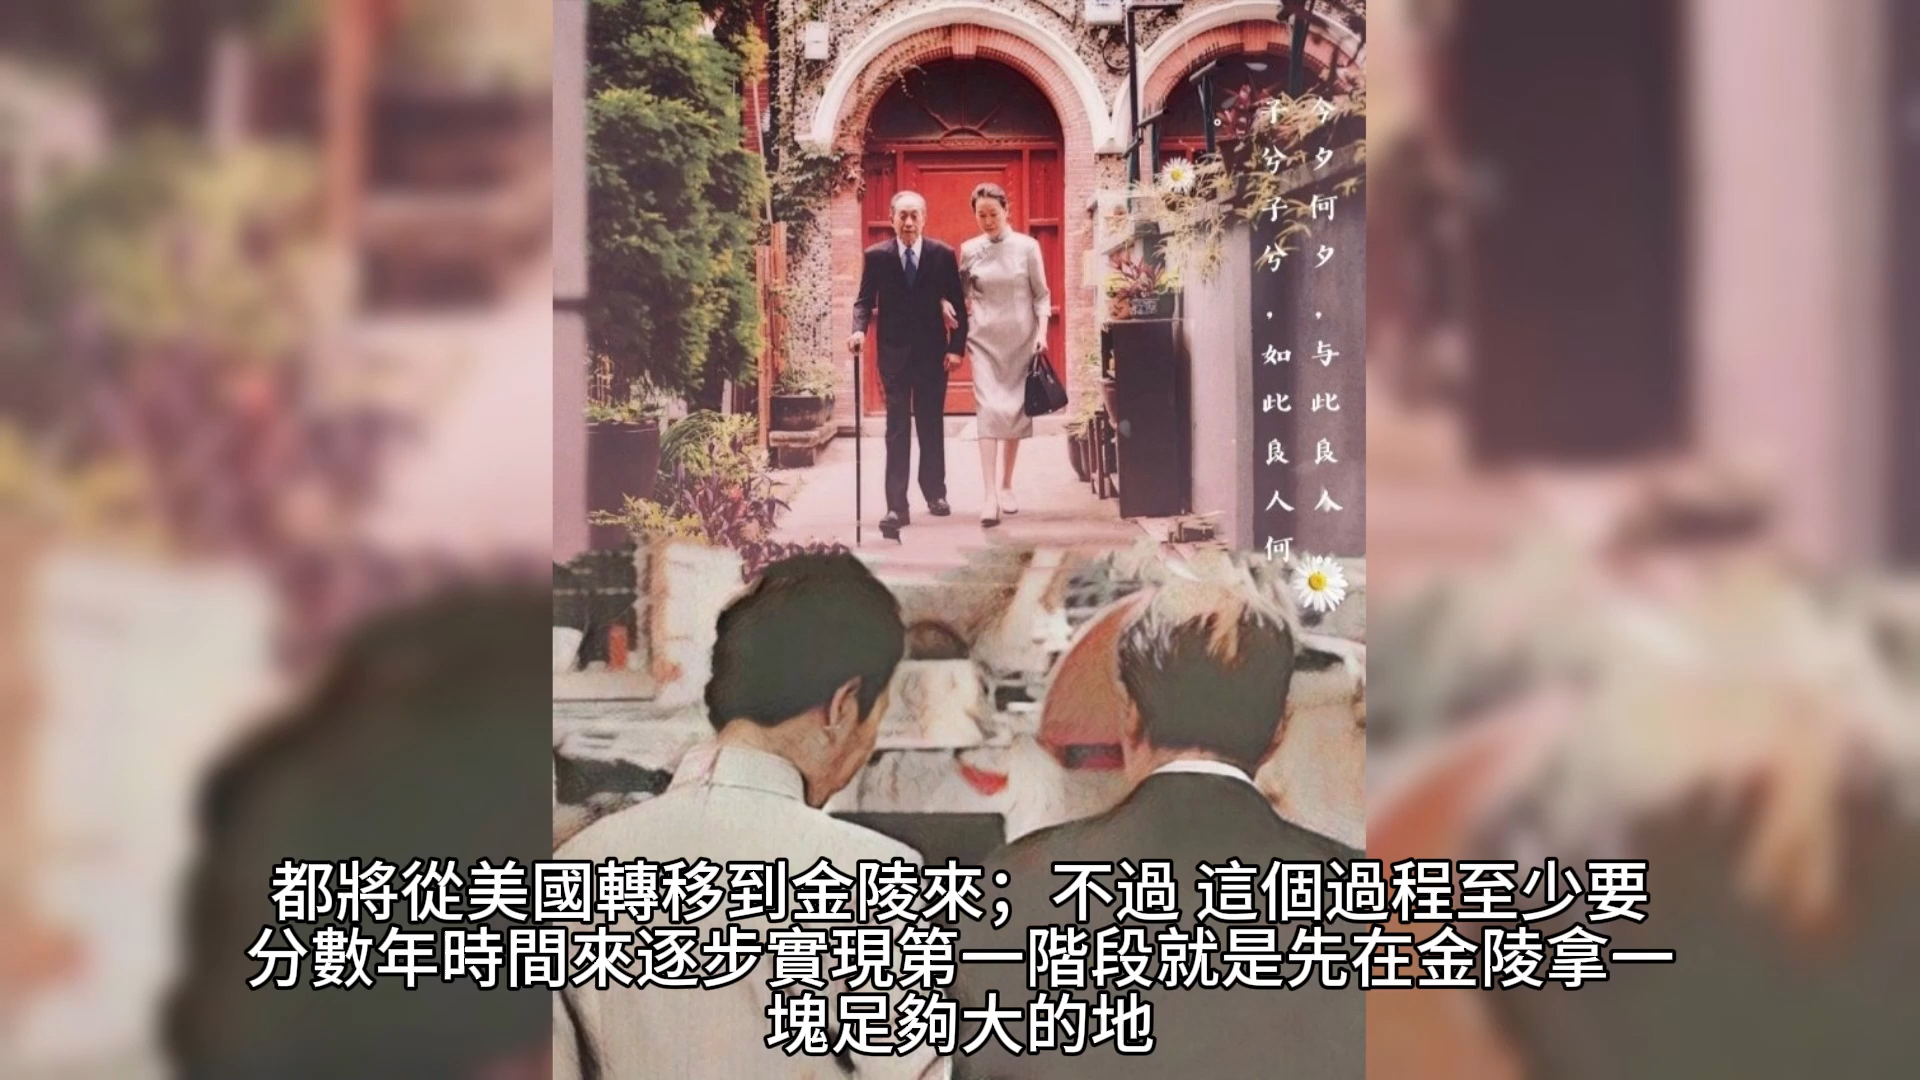 今夕何夕，与此良人
子兮子兮，如此良人何
。
都將從美國轉移到金陵來；不過 這個過程至少要
分數年時間來逐步實現第一階段就是先在金陵拿一
塊足夠大的地